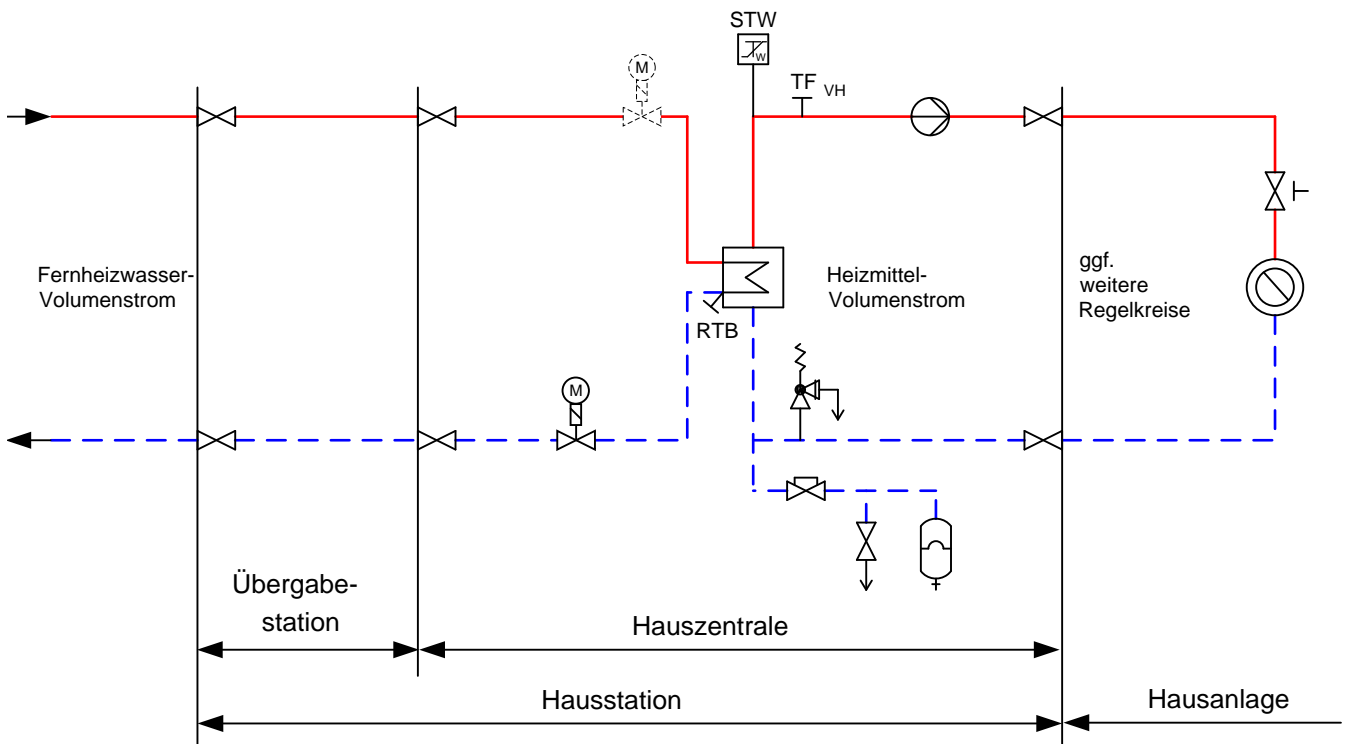 STW
W
M
TF VH
Fernheizwasser-
Volumenstrom
Heizmittel-
Volumenstrom
ggf.
weitere
Regelkreise
RTB
M
Übergabe-
station
Hauszentrale
Hausstation
Hausanlage